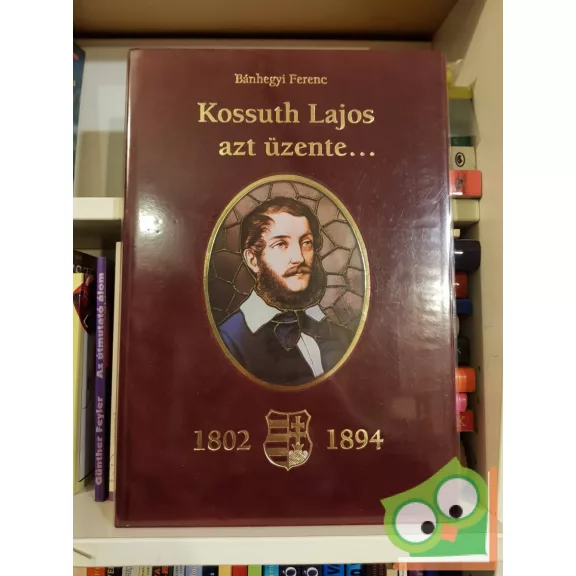 Bánhegyi Ferenc
Kossuth Lajos
azt üzente...
1802 1894
Günther Feyler Az útmutató álom